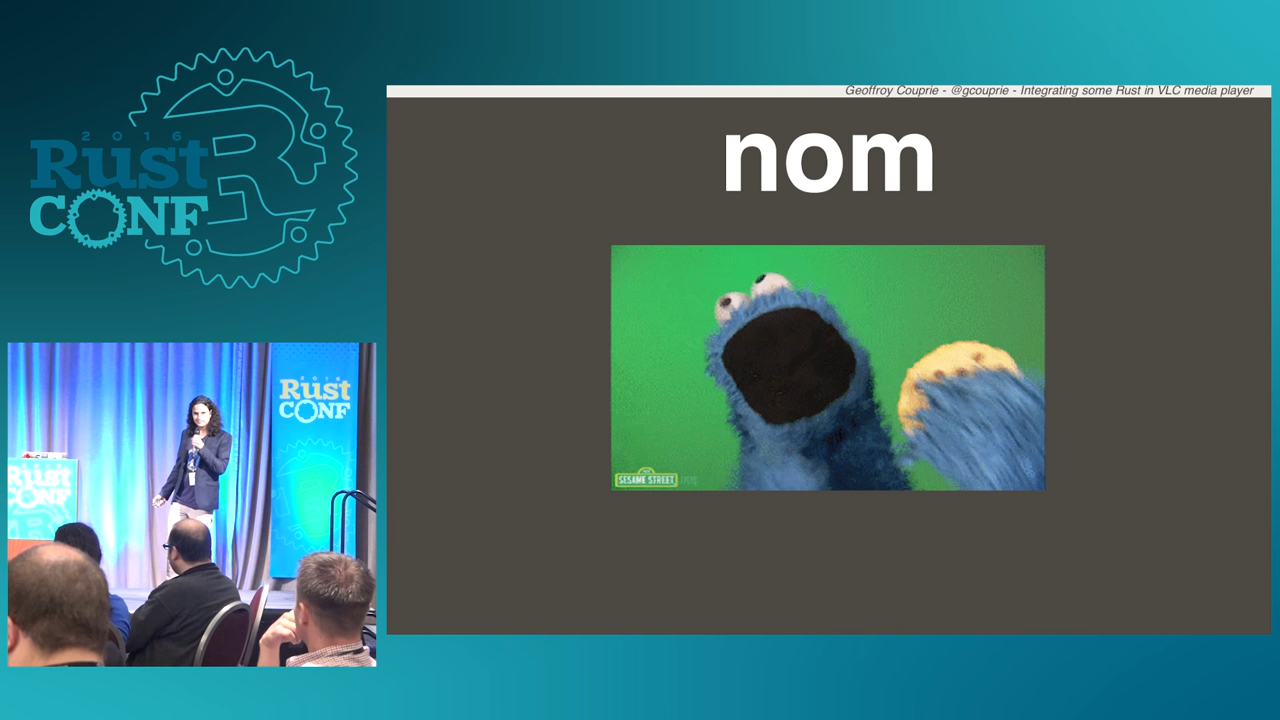 2016
Rust
CONF
Geoffroy Couprie - @gcouprie - Integrating some Rust in VLC media player
nom
SESAME STREET
2016
Rust
CONF
Rust
CONF